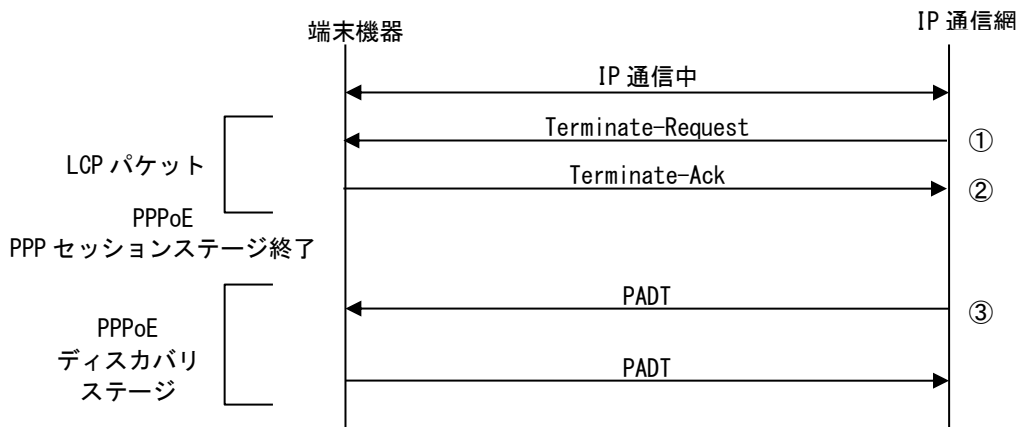 端末機器
IP 通信網
IP 通信中
Terminate-Request
①
LCP パケット
Terminate-Ack
②
PPPoE
PPP セッションステージ終了
PADT
③
PPPoE
ディスカバリ
ステージ
PADT